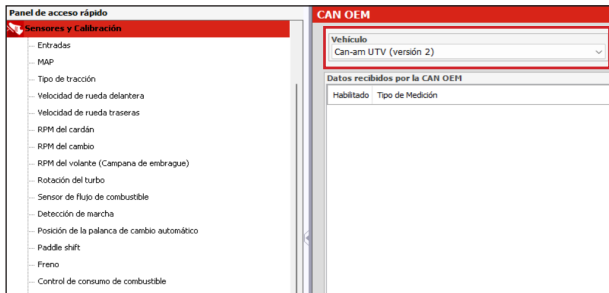 Panel de acceso rápido
Sensores y Calibración
Entradas
MAP
Tipo de tracción
Velocidad de rueda delantera
Velocidad de rueda traseras
RPM del cardán
RPM del cambio
RPM del volante (Campana de embrague)
Rotación del turbo
Sensor de flujo de combustible
Detección de marcha
Posición de la palanca de cambio automático
Paddle shift
Freno
Control de consumo de combustible
CAN OEM
Vehículo
Can-am UTV (versión 2)
Datos recibidos por la CAN OEM
Habilitado Tipo de Medición